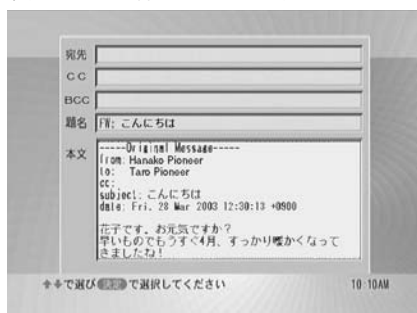 宛先
CC
BCC
題名 FW: こんにちは
本文 -----Original Message-----
from: Hanako Pioneer
to: Taro Pioneer
cc:
subject: こんにちは
date: Fri, 28 Mar 2003 12:30:13 +0900
花子です。お元気ですか?
早いものでもうすぐ4月、すっかり暖かくなって
きましたね!
で選び 決定 で選択してください 10:10AM